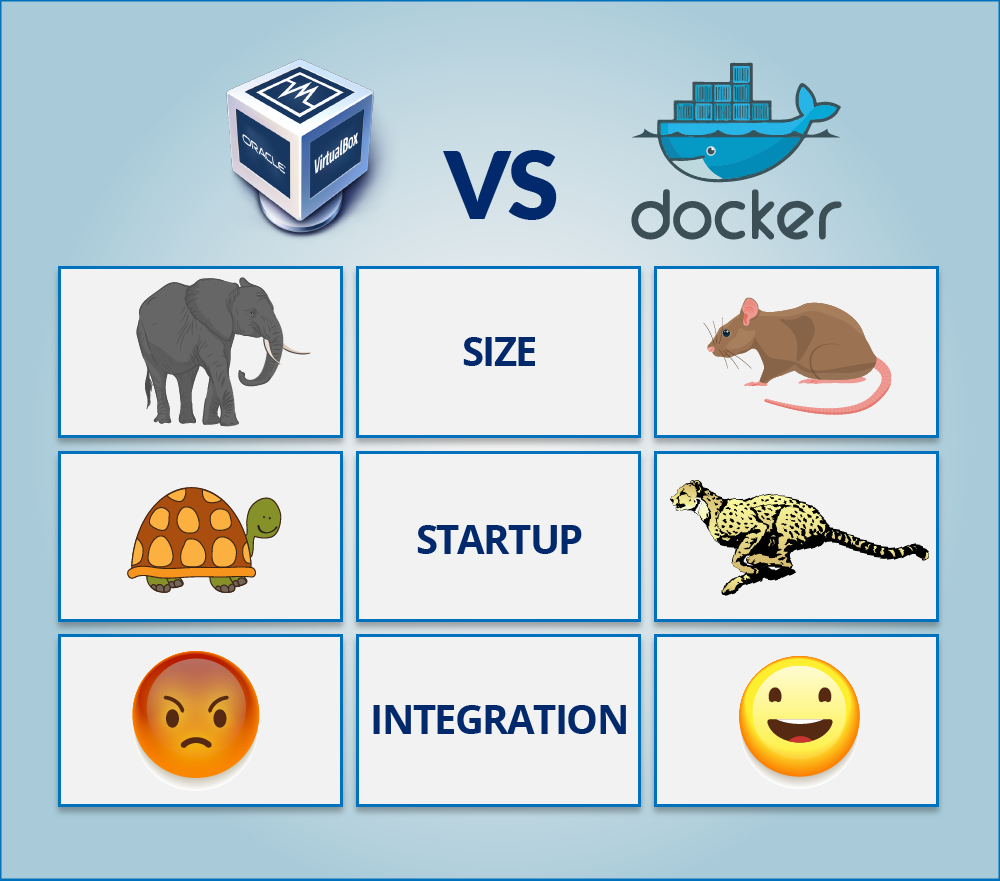 ORACLE
VirtualBox
VS
docker
SIZE
STARTUP
INTEGRATION